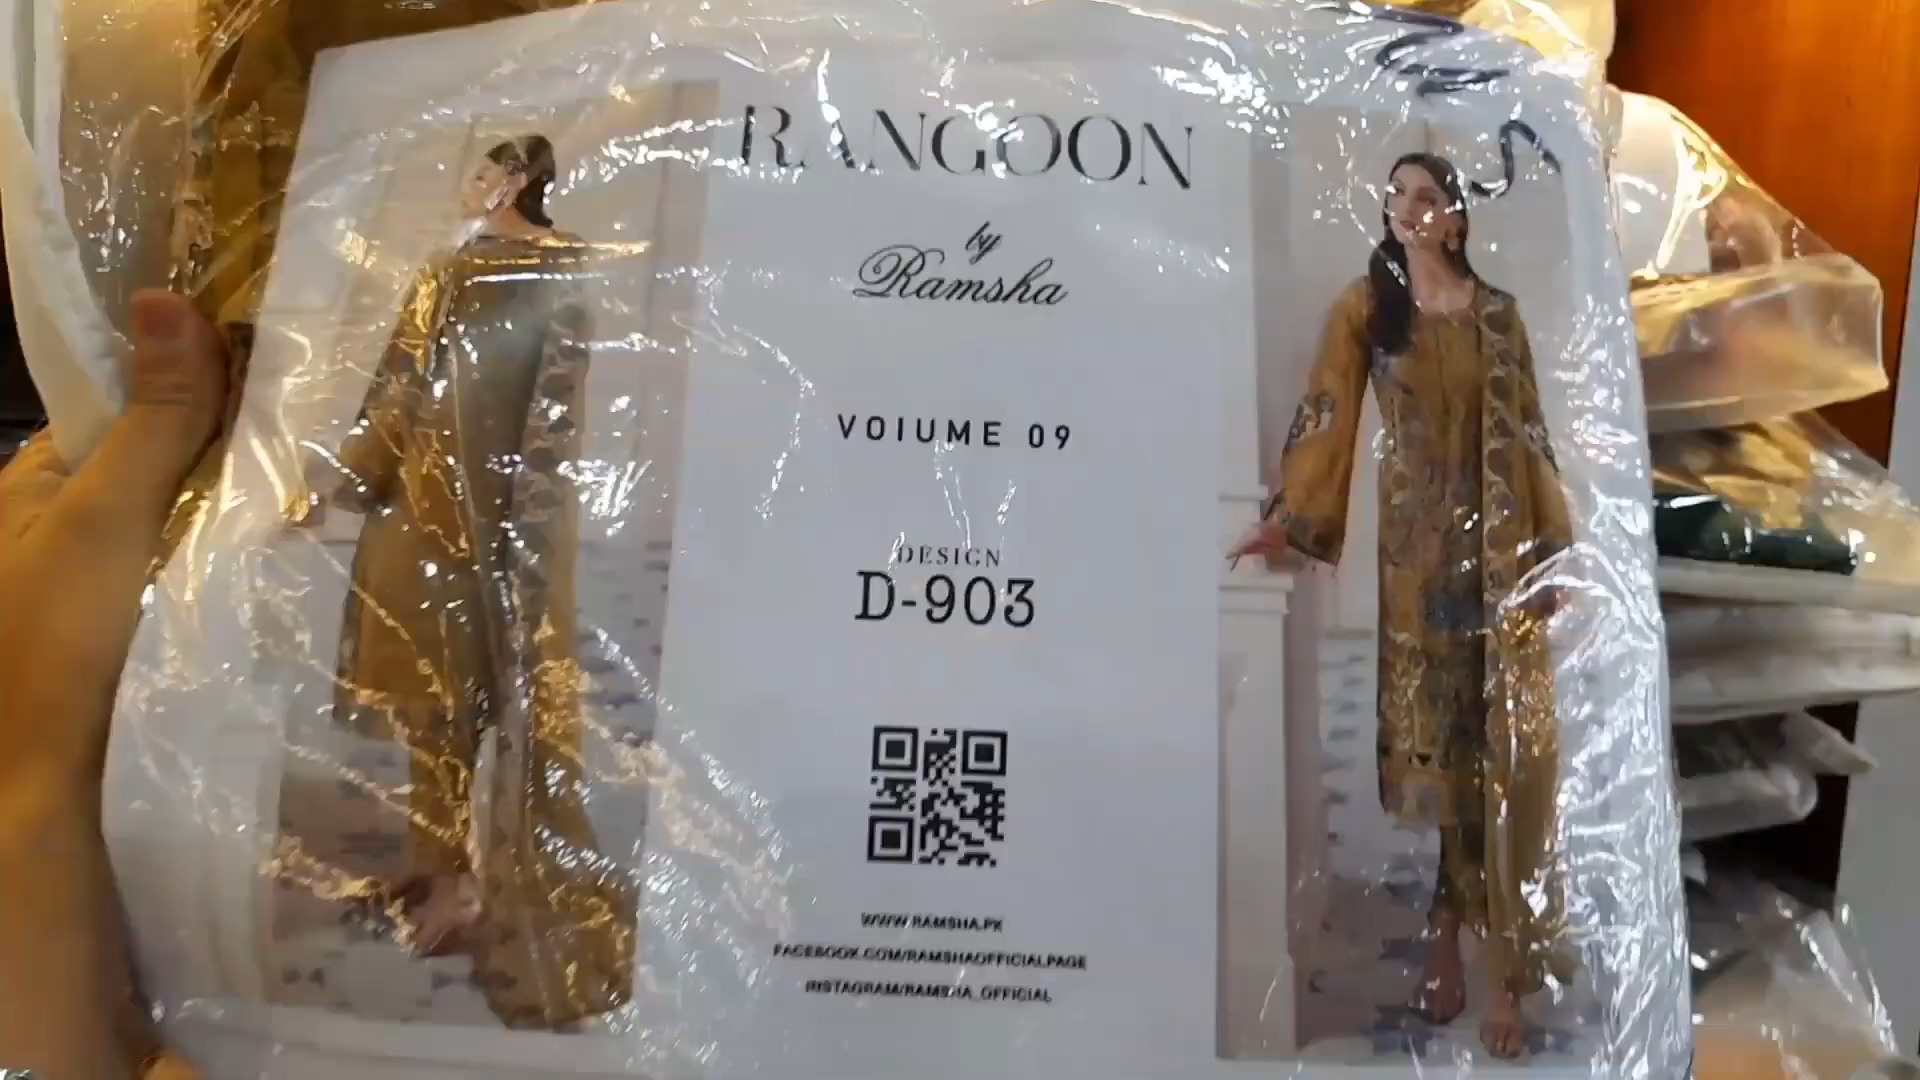 RANGOON
by
Ramsha
VOIUME 09
DESIGN
D-903
WWW.RAMSHA.PK
FACEBOOK.COM/RAMSHAOFFICIALPAGE
INSTAGRAM/RAMSHA_OFFICIAL